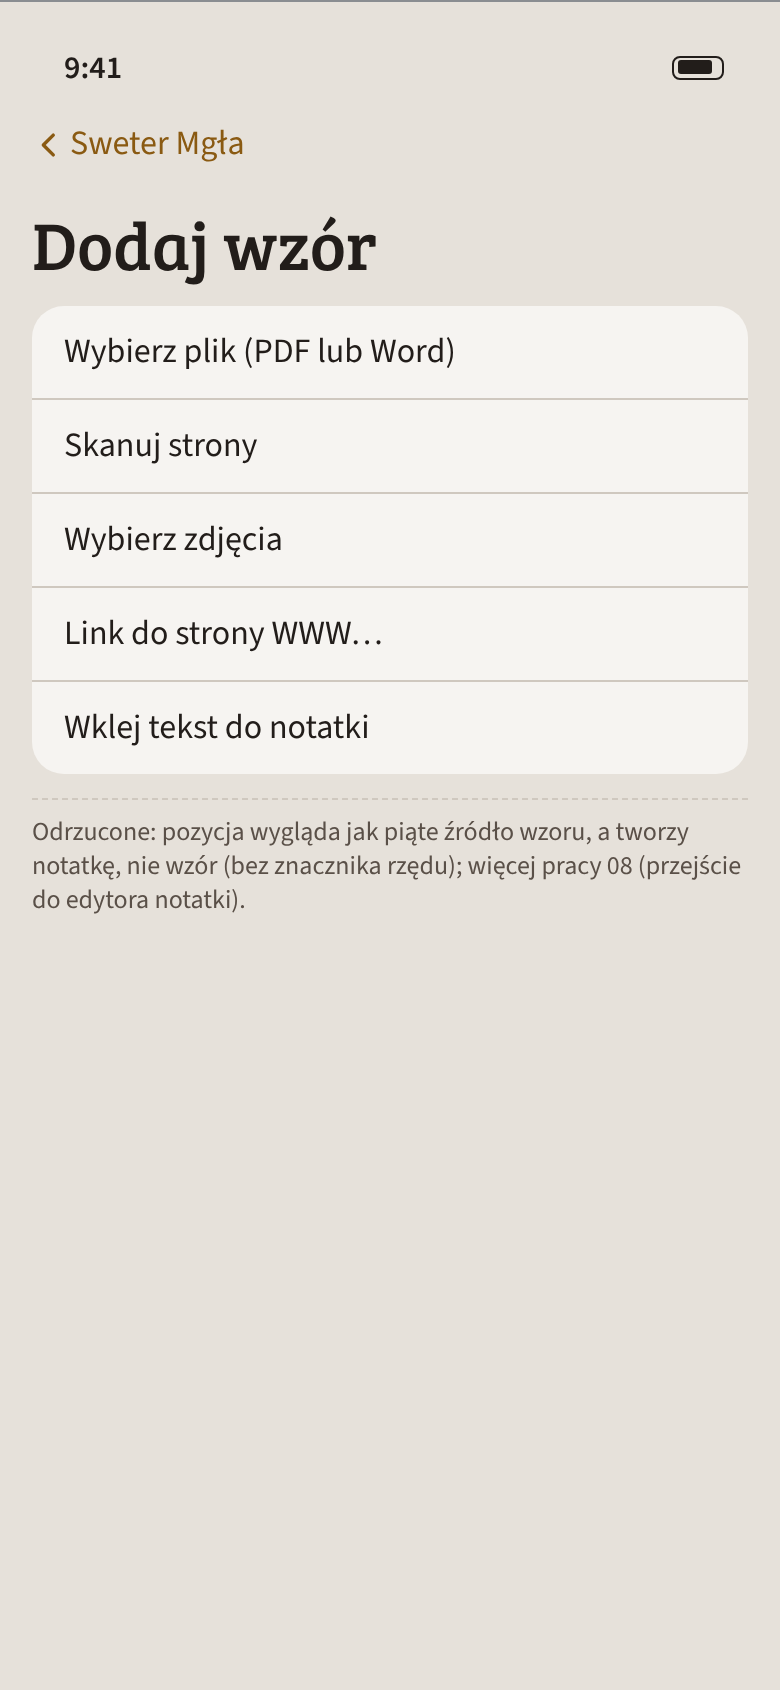 9:41
Sweter Mgła
Dodaj wzór
Wybierz plik (PDF lub Word)
Skanuj strony
Wybierz zdjęcia
Link do strony WWW…
Wklej tekst do notatki
Odrzucone: pozycja wygląda jak piąte źródło wzoru, a tworzy
notatkę, nie wzór (bez znacznika rzędu); więcej pracy 08 (przejście
do edytora notatki).